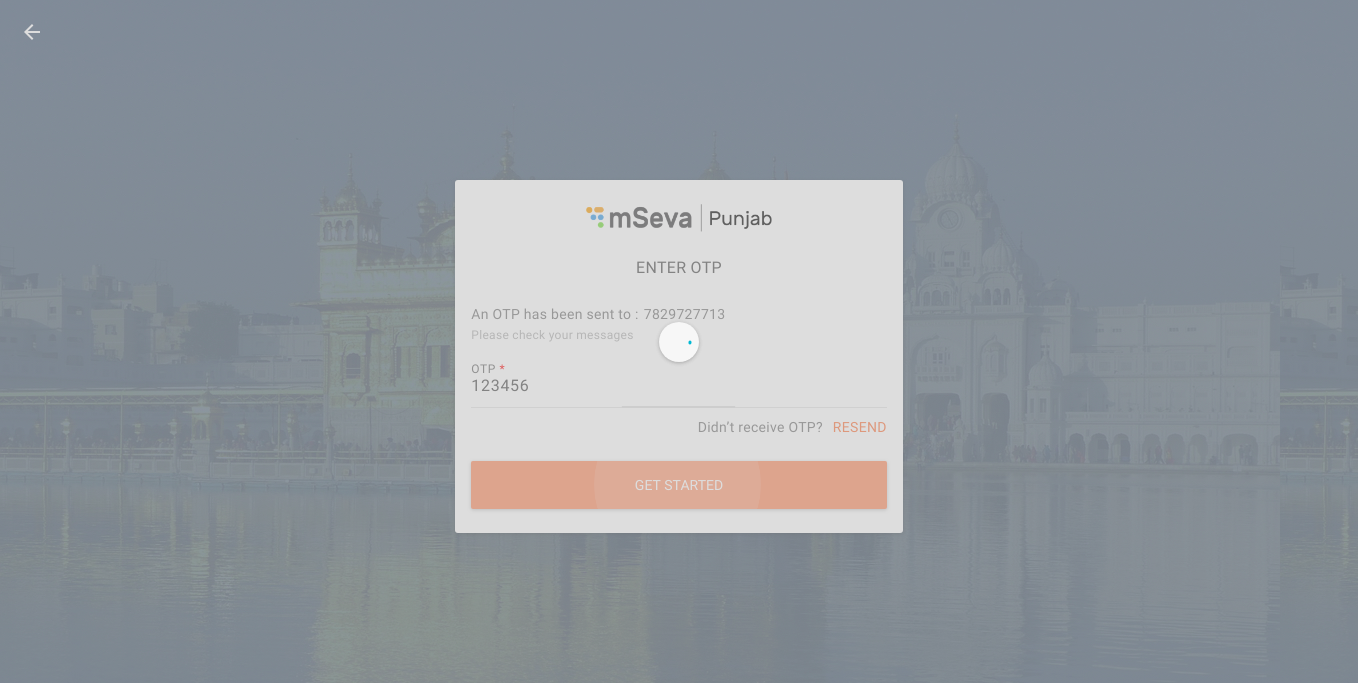 mSeva | Punjab
ENTER OTP
An OTP has been sent to : 7829727713
Please check your messages
OTP *
123456
Didn't receive OTP? RESEND
GET STARTED